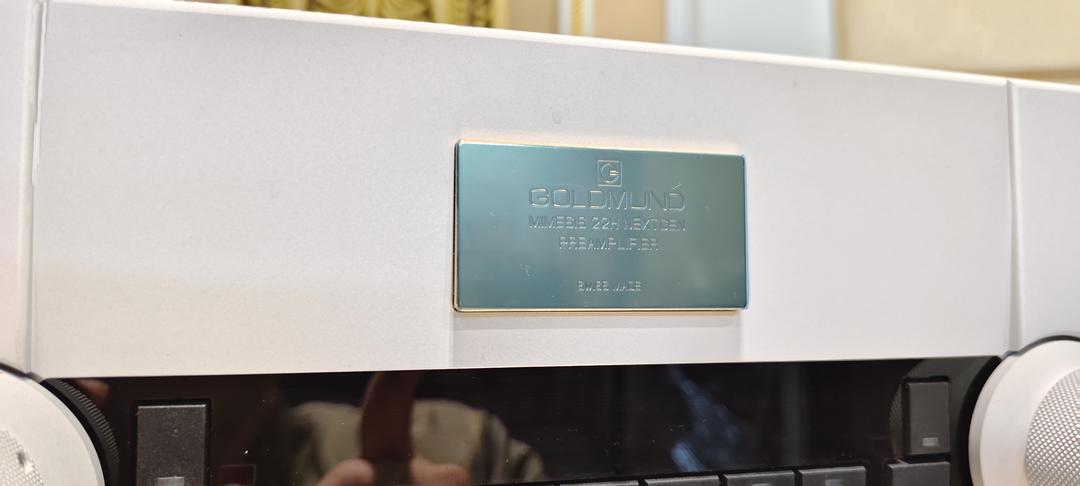 G
GOLDMUND
MIMESIS 22H NEXTGEN
PREAMPLIFIER
SWISS MADE